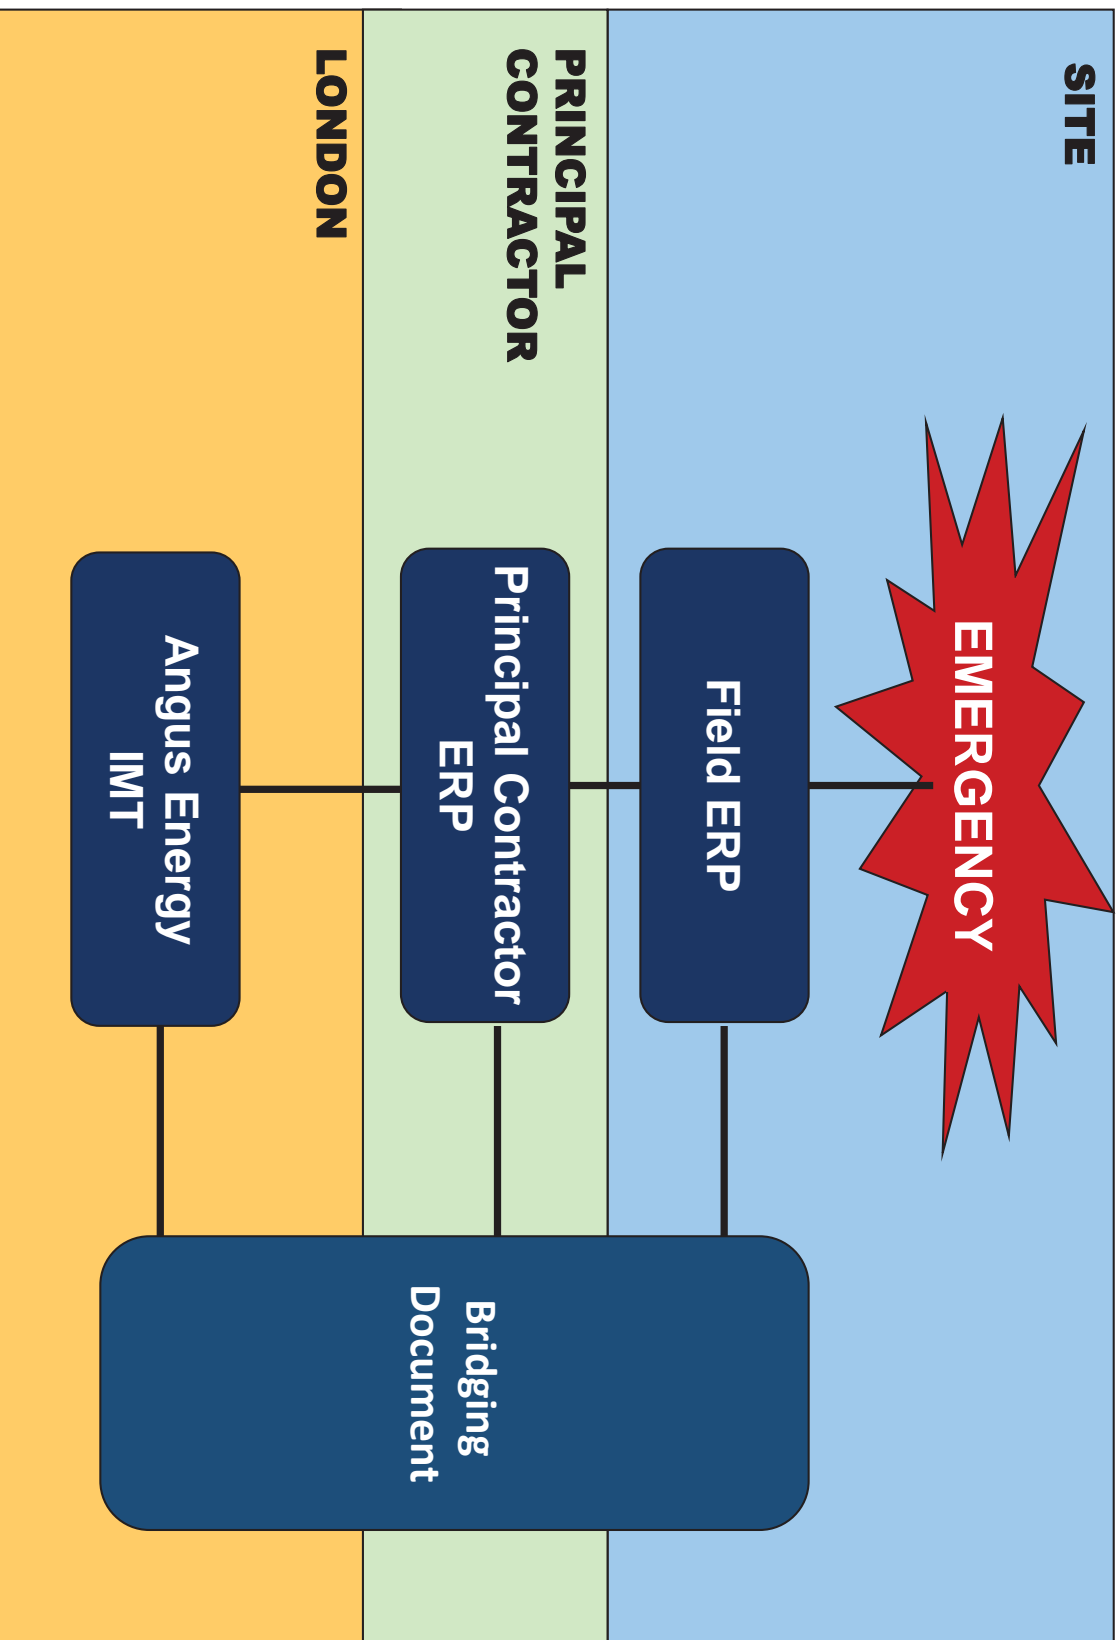 SITE
EMERGENCY
Field ERP
PRINCIPAL
CONTRACTOR
Principal Contractor
ERP
Bridging
Document
LONDON
Angus Energy
IMT